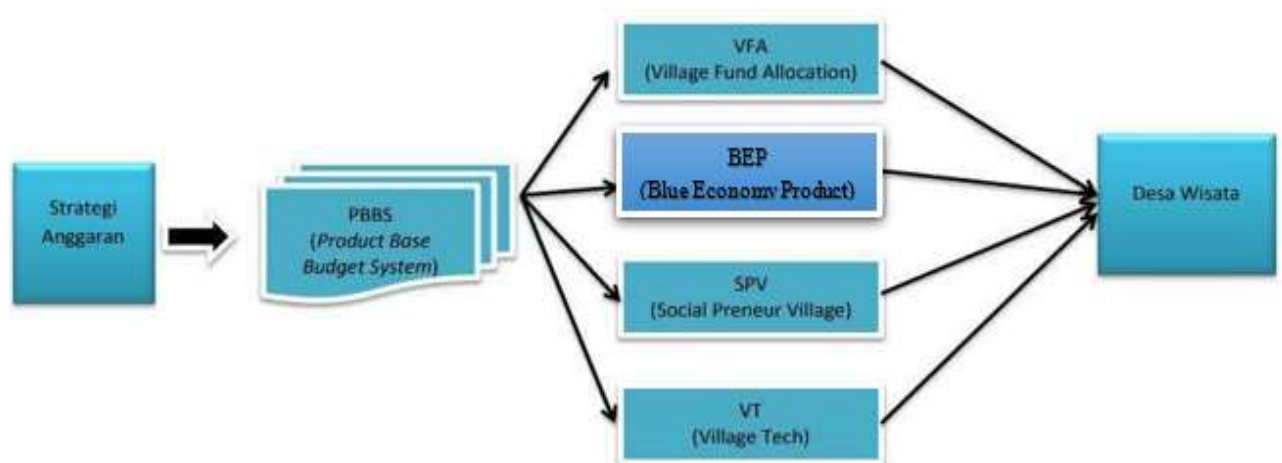 Strategi
Anggaran
PBBS
(Product Base
Budget System)
VFA
(Village Fund Allocation)
BEP
(Blue Economy Product)
SPV
(Social Preneur Village)
VT
(Village Tech)
Desa Wisata